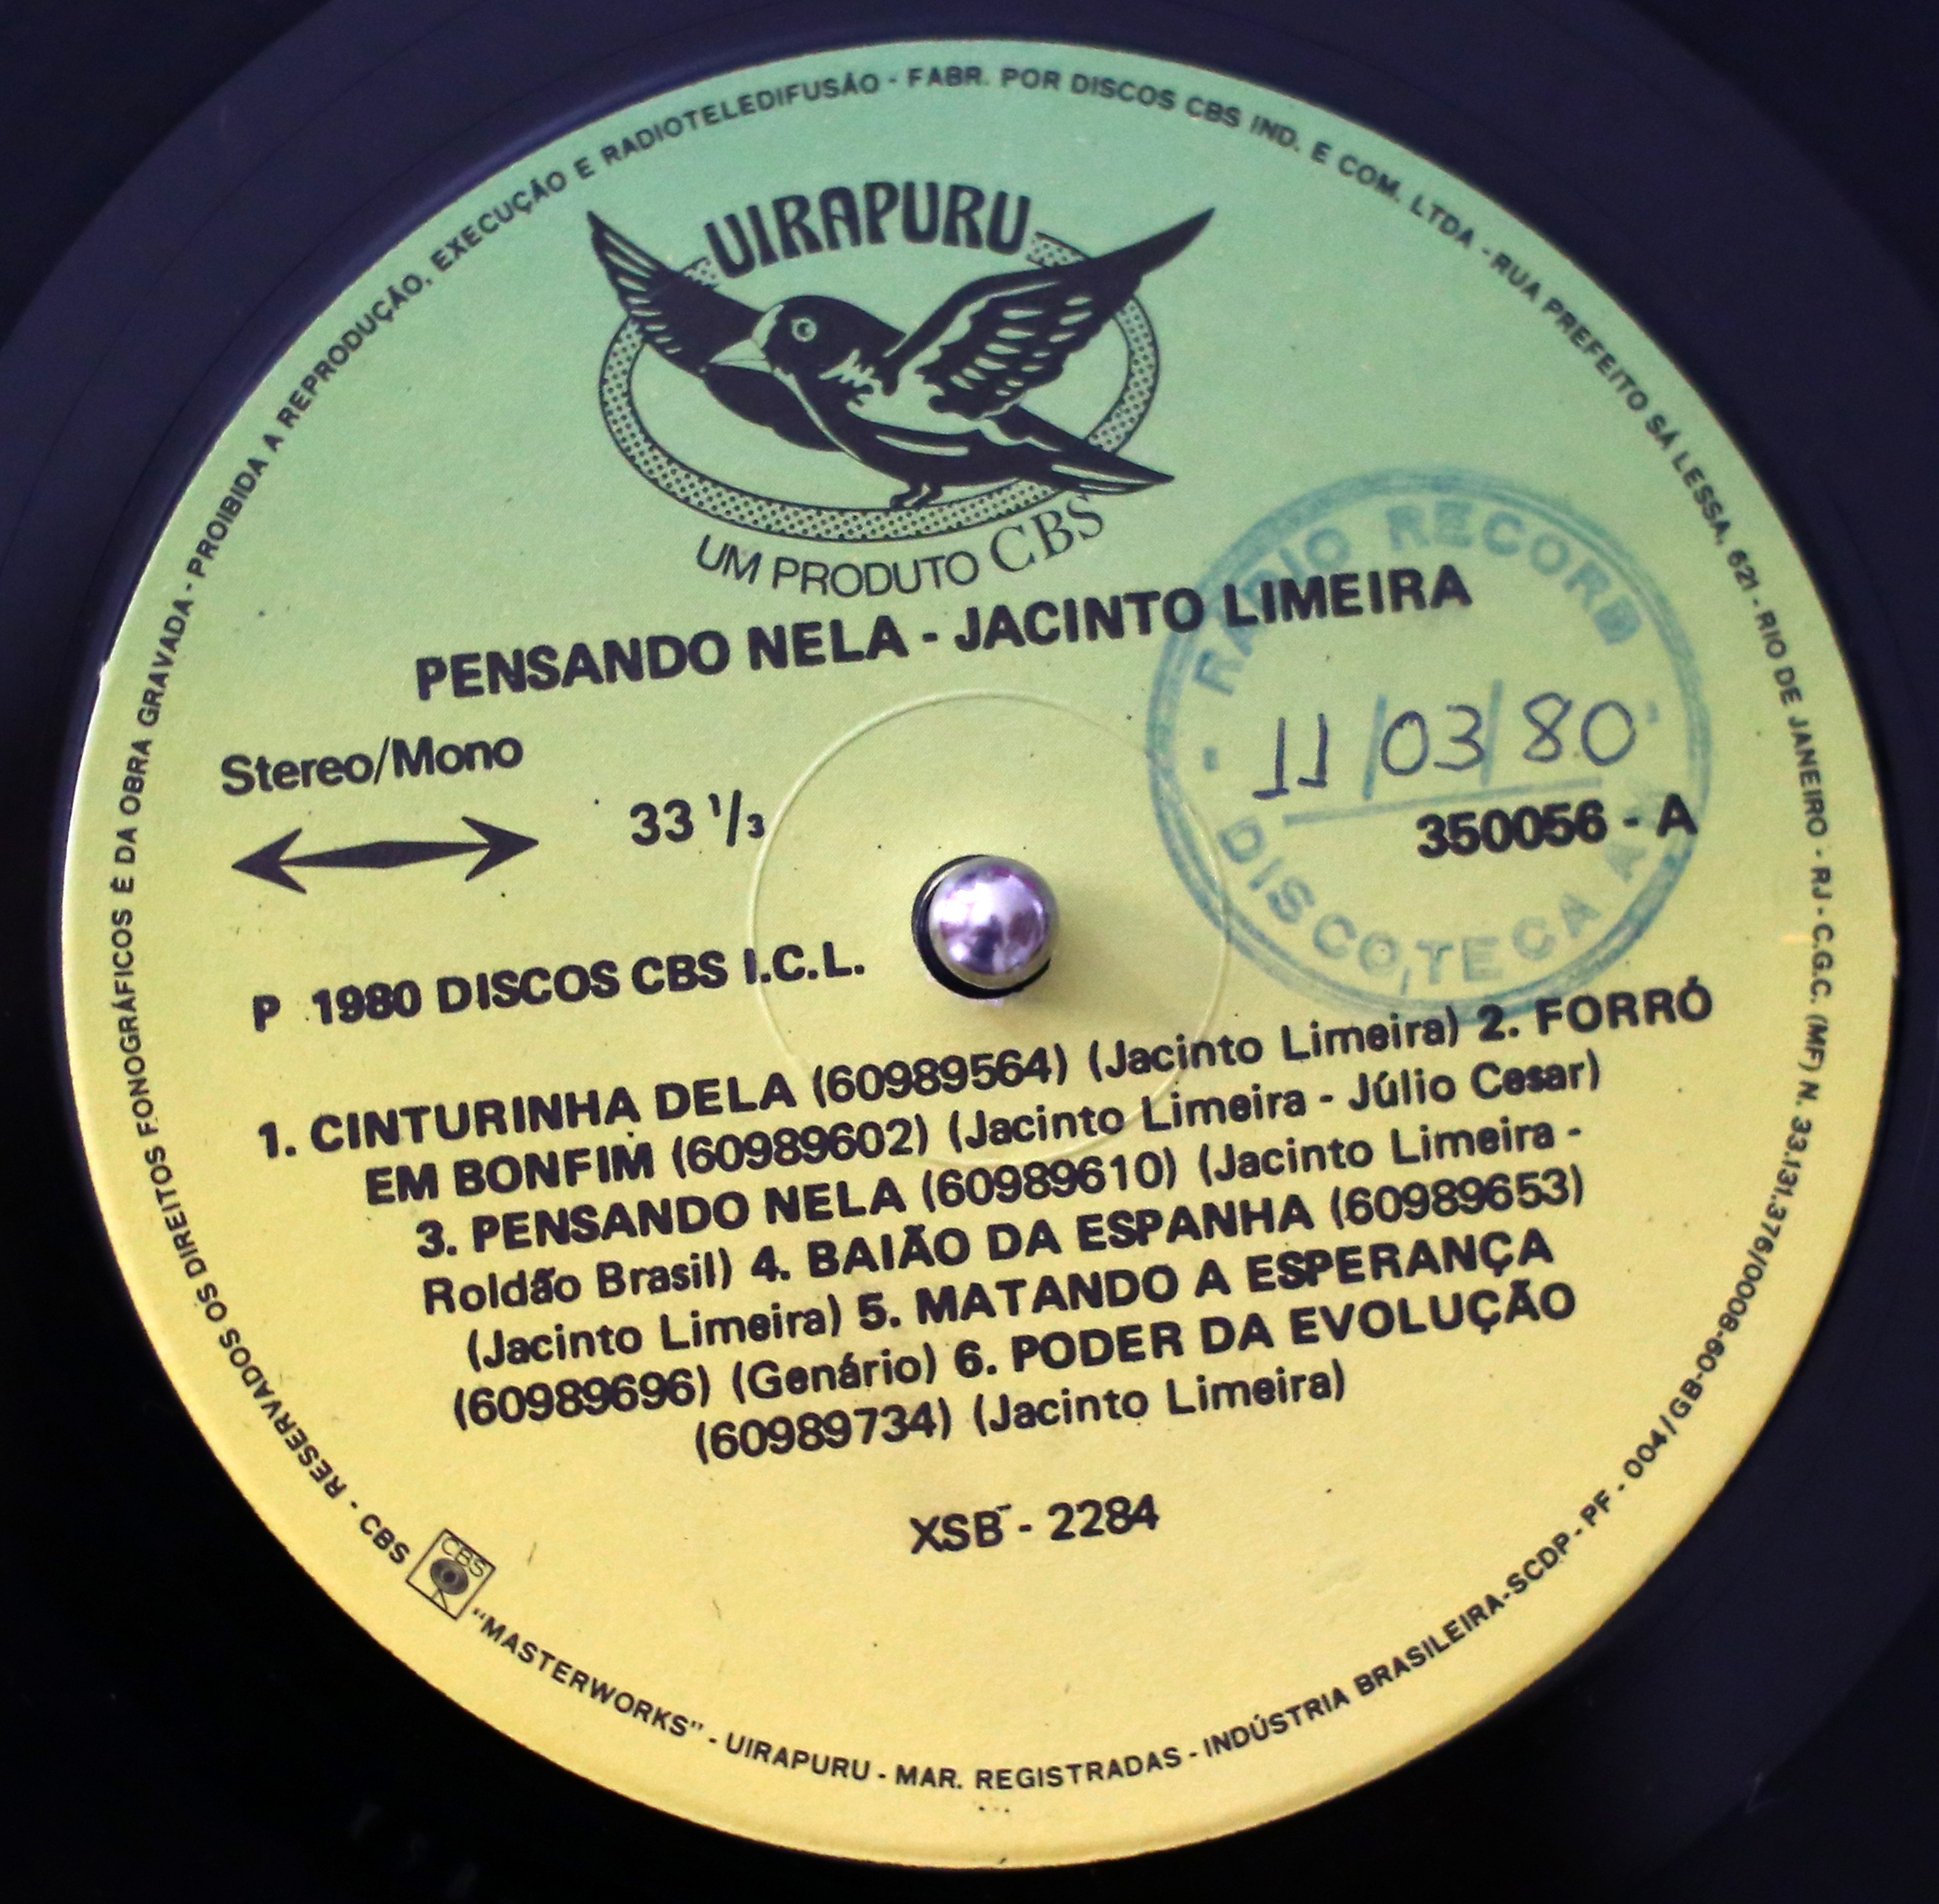 UIRAPURU
UM PRODUTO CBS
PENSANDO NELA - JACINTO LIMEIRA
Stereo/Mono
33 1/3
RADIO RECORD
11/03/80
DISCOTECA
350056 - A
P 1980 DISCOS CBS I.C.L.
1. CINTURINHA DELA (60989564) (Jacinto Limeira) 2. FORRÓ
EM BONFIM (60989602) (Jacinto Limeira - Júlio Cesar)
3. PENSANDO NELA (60989610) (Jacinto Limeira -
Roldão Brasil) 4. BAIÃO DA ESPANHA (60989653)
(Jacinto Limeira) 5. MATANDO A ESPERANÇA
(60989696) (Genário) 6. PODER DA EVOLUÇÃO
(60989734) (Jacinto Limeira)
XSB - 2284
RESERVADOS OS DIREITOS FONOGRÁFICOS É DA OBRA GRAVADA - PROIBIDA A REPRODUÇÃO, EXECUÇÃO E RADIOTELEDIFUSÃO - FABR. POR DISCOS CBS IND. E COM. LTDA - RUA PREFEITO SÁ LESSA, 621 - RIO DE JANEIRO - RJ - C.G.C. (MF) N. 33.131.376/0008-09-GB/004 - PF - SCDP - INDÚSTRIA BRASILEIRA
CBS CBS "MASTERWORKS" - UIRAPURU - MAR. REGISTRADAS